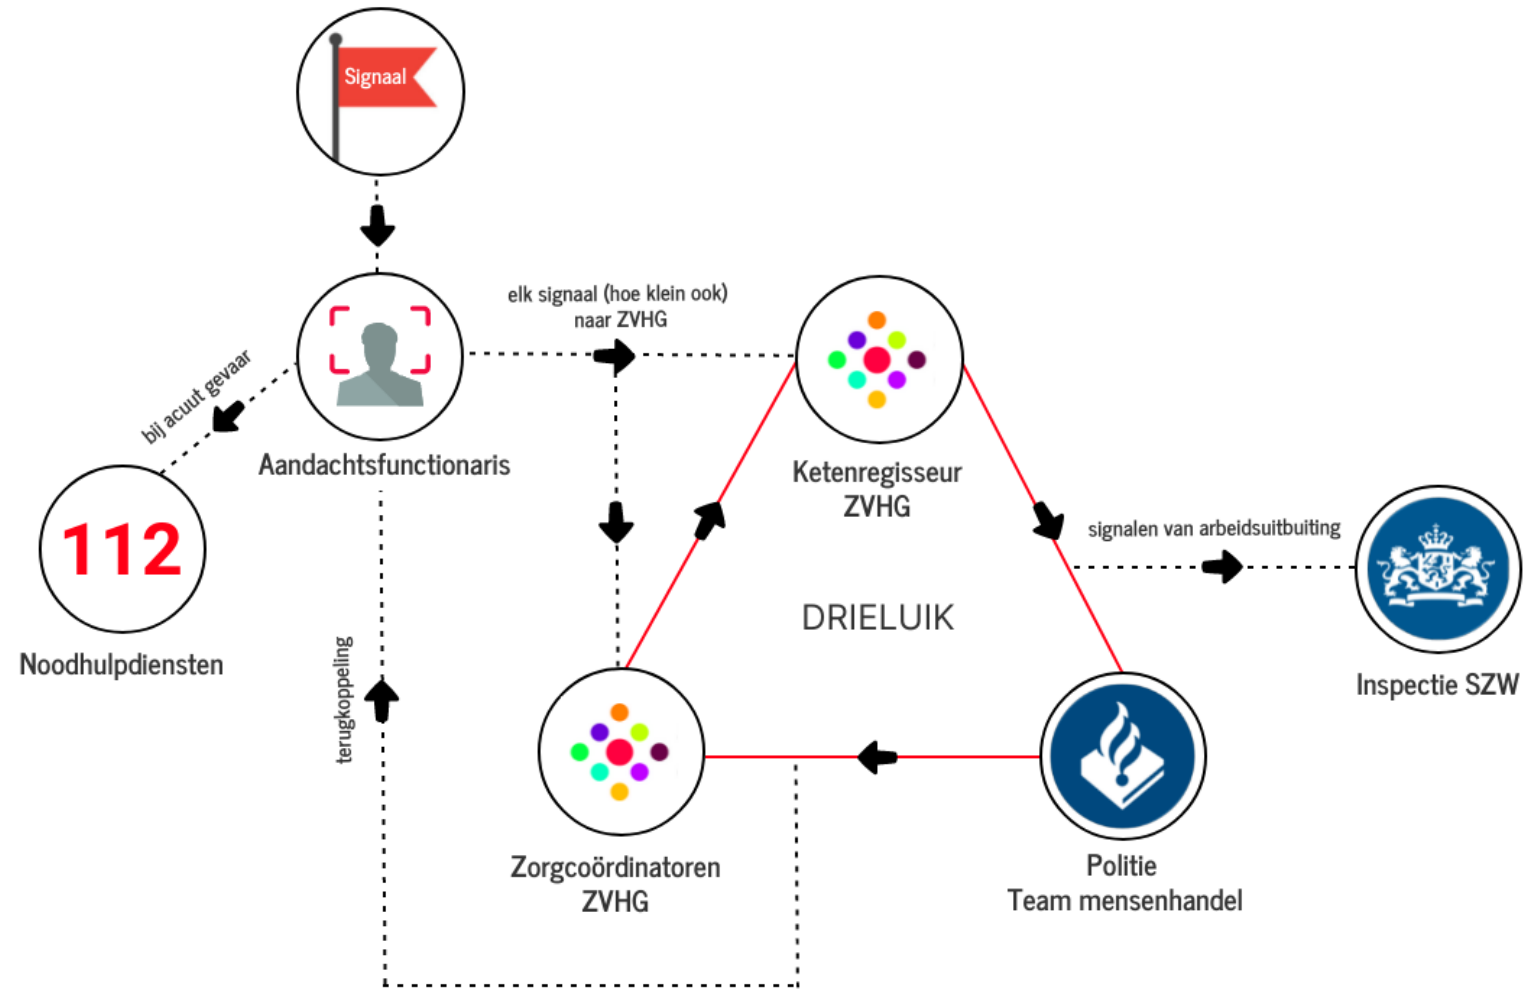 Signaal
elk signaal (hoe klein ook)
naar ZVHG
bij acuut gevaar
Aandachtsfunctionaris
Ketenregisseur
ZVHG
112
Noodhulpdiensten
signalen van arbeidsuitbuiting
DRIELUIK
Inspectie SZW
terugkoppeling
Zorgcoördinatoren
ZVHG
Politie
Team mensenhandel